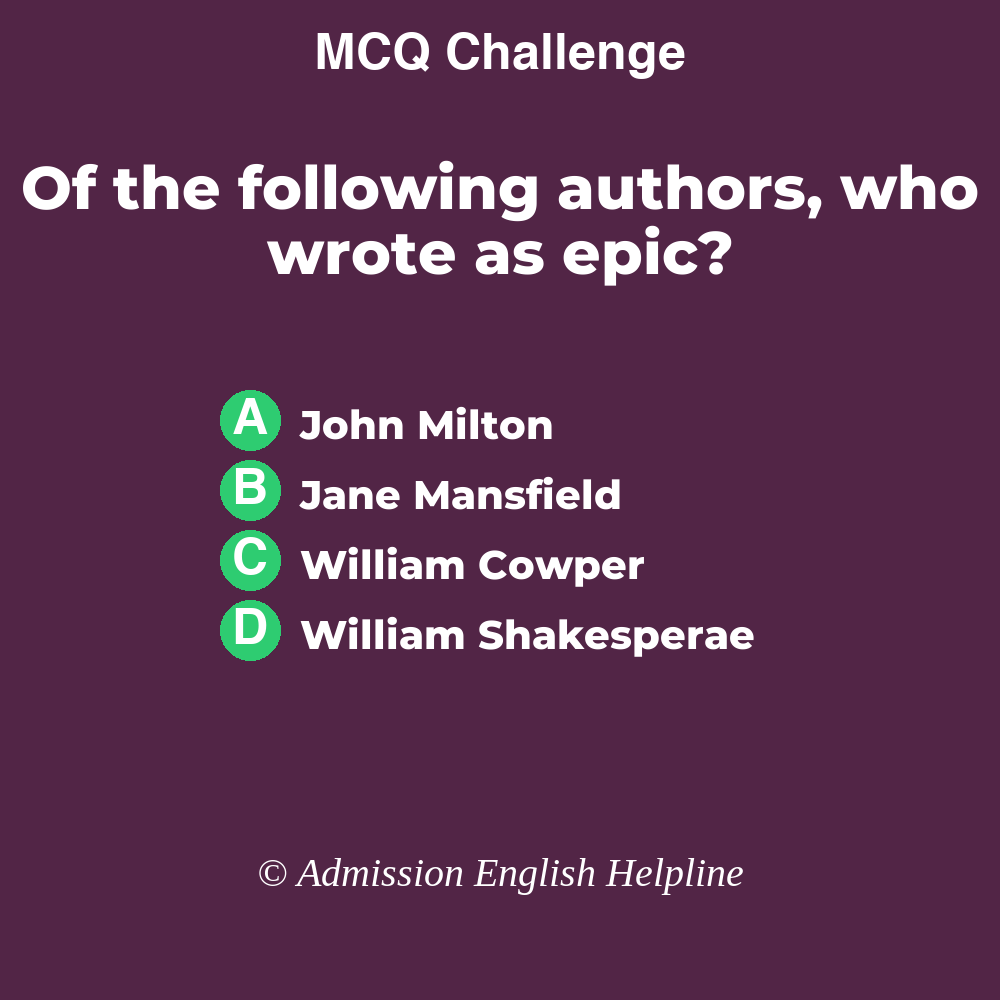 MCQ Challenge
Of the following authors, who
wrote as epic?
A John Milton
B Jane Mansfield
C William Cowper
D William Shakesperae
© Admission English Helpline